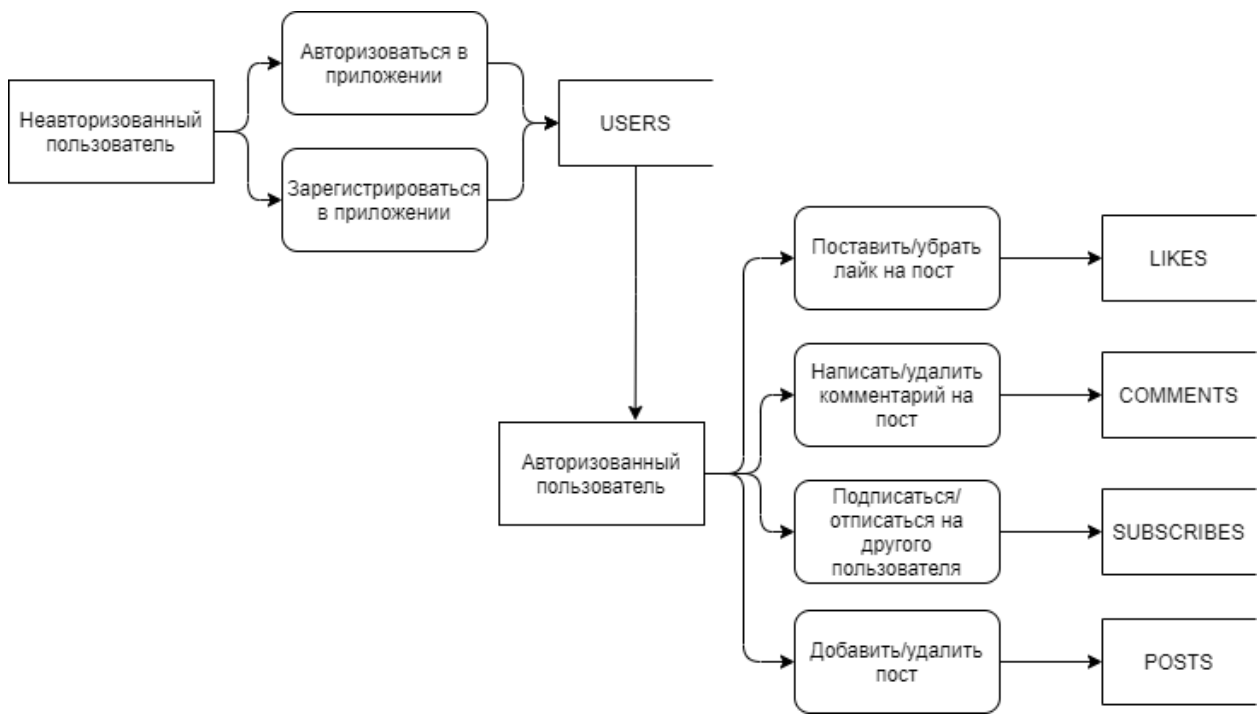 Авторизоваться в
приложении
Неавторизованный
пользователь
USERS
Зарегистрироваться
в приложении
Поставить/убрать
лайк на пост
LIKES
Написать/удалить
комментарий на
пост
COMMENTS
Авторизованный
пользователь
Подписаться/
отписаться на
другого
пользователя
SUBSCRIBES
Добавить/удалить
пост
POSTS